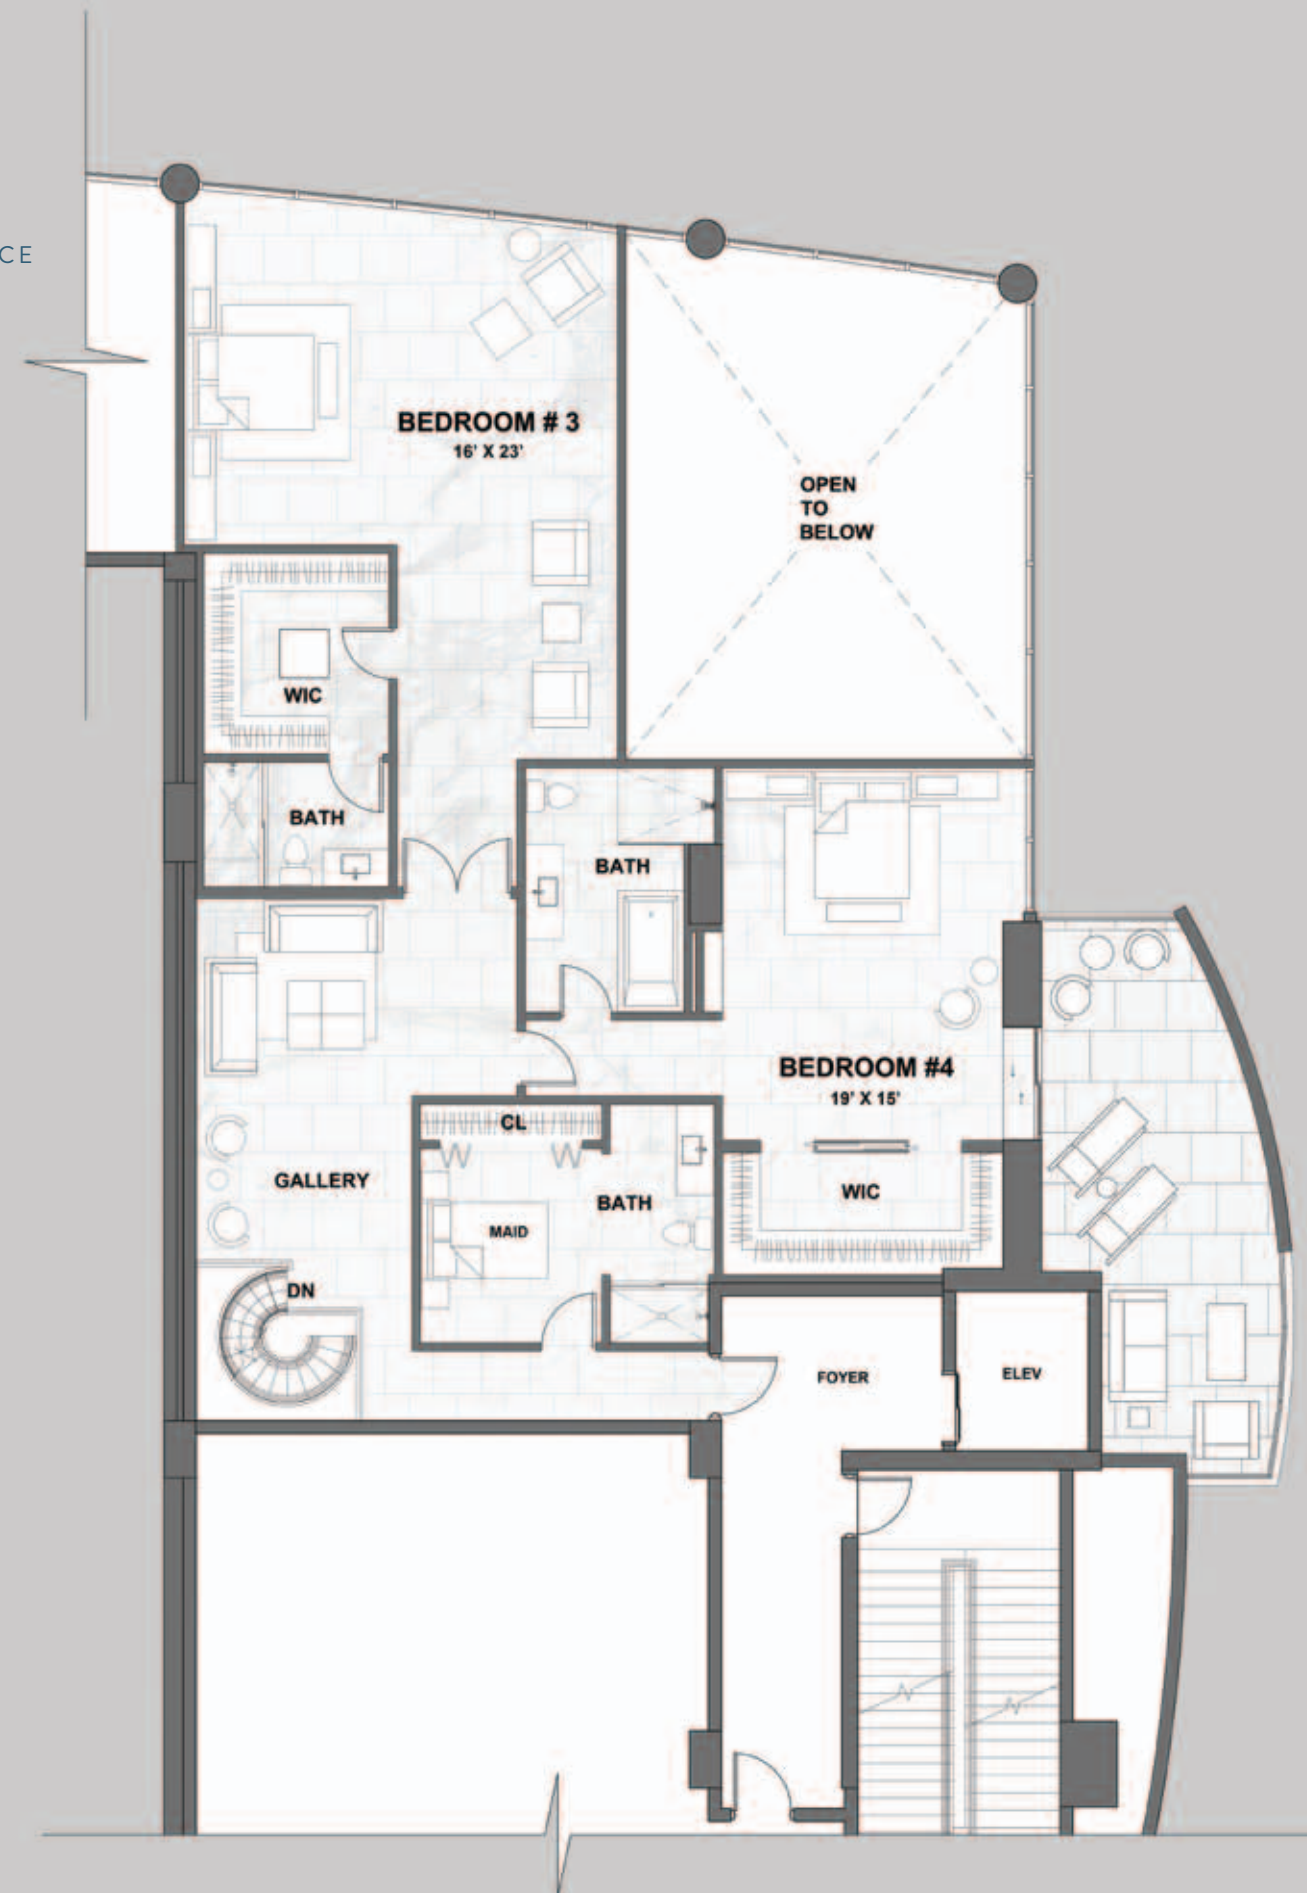 CE
BEDROOM # 3
16' X 23'
OPEN
TO
BELOW
WIC
BATH
BATH
BEDROOM #4
19' X 15'
CL
GALLERY
WIC
BATH
MAID
DN
FOYER
ELEV